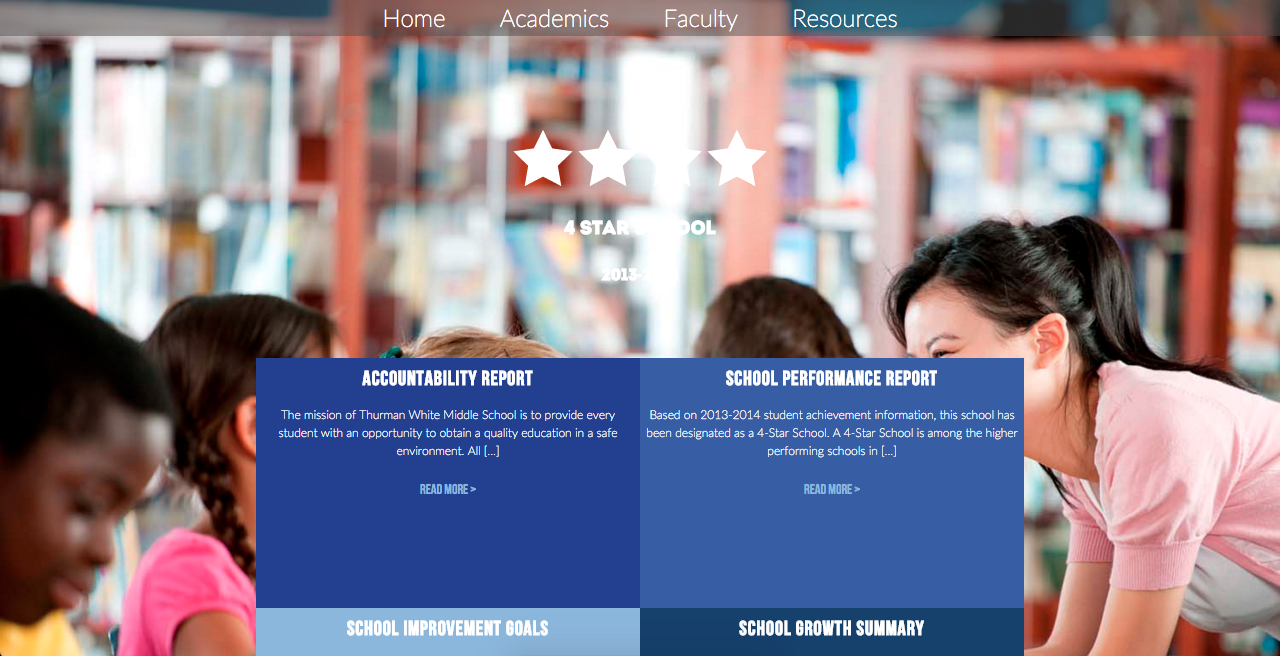 Home Academics Faculty Resources
4 STAR SCHOOL
2013-
ACCOUNTABILITY REPORT
The mission of Thurman White Middle School is to provide every
student with an opportunity to obtain a quality education in a safe
environment. All [...]
READ MORE >
SCHOOL PERFORMANCE REPORT
Based on 2013-2014 student achievement information, this school has
been designated as a 4-Star School. A 4-Star School is among the higher
performing schools in [...]
READ MORE >
SCHOOL IMPROVEMENT GOALS
SCHOOL GROWTH SUMMARY